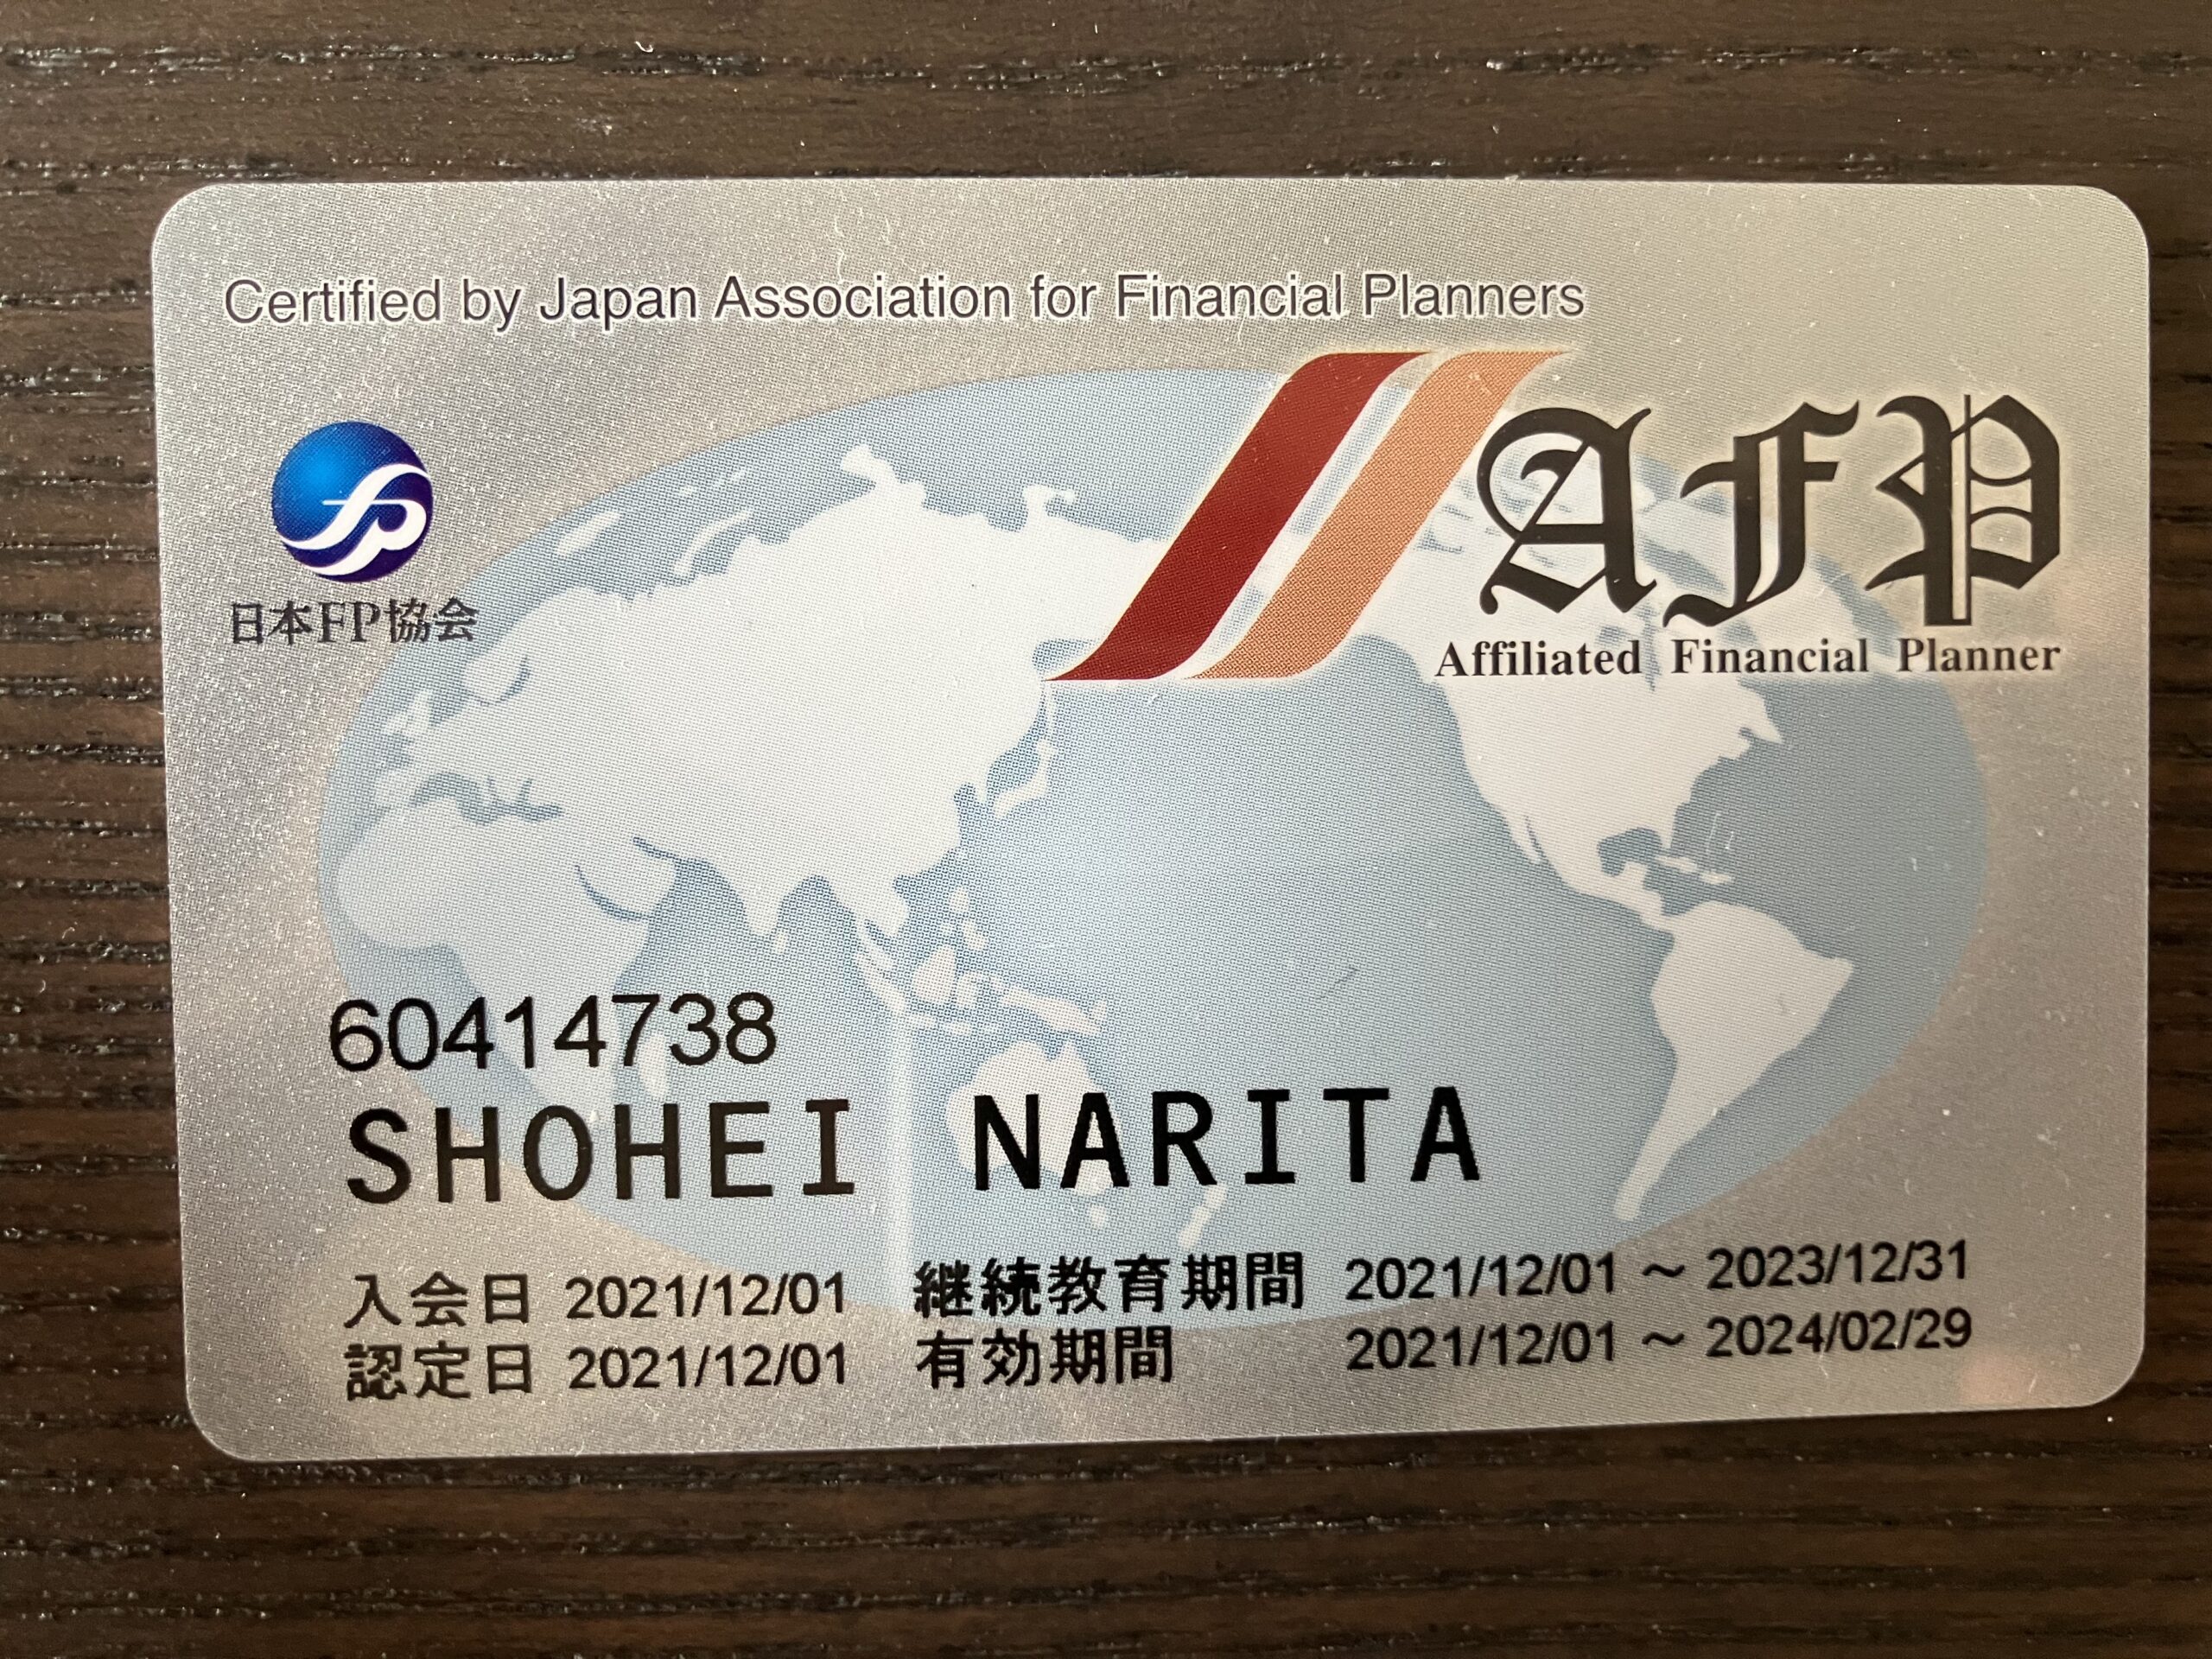 Certified by Japan Association for Financial Planners
AFP
Affiliated Financial Planner
fp
日本FP協会
60414738
SHOHEI NARITA
入会日 2021/12/01 継続教育期間 2021/12/01 ～ 2023/12/31
認定日 2021/12/01 有効期間 2021/12/01 ～ 2024/02/29